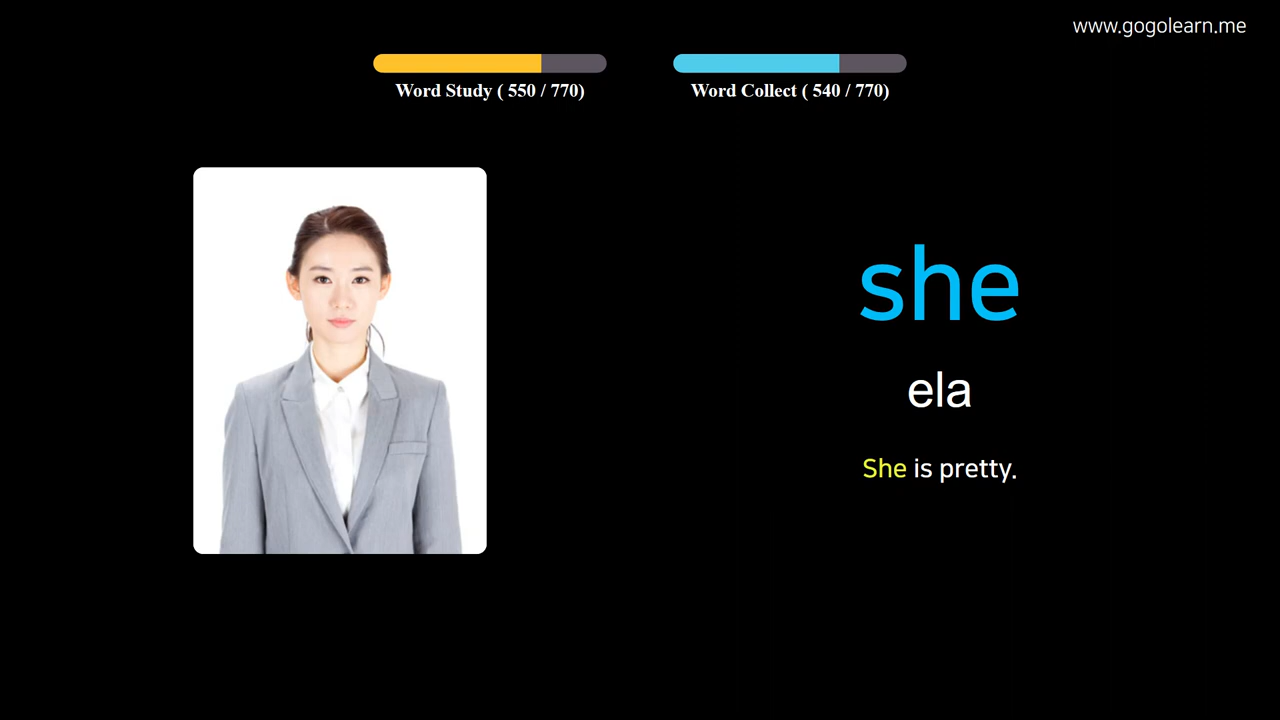 www.gogolearn.me
Word Study ( 550 / 770)
Word Collect ( 540 / 770)
she
ela
She is pretty.